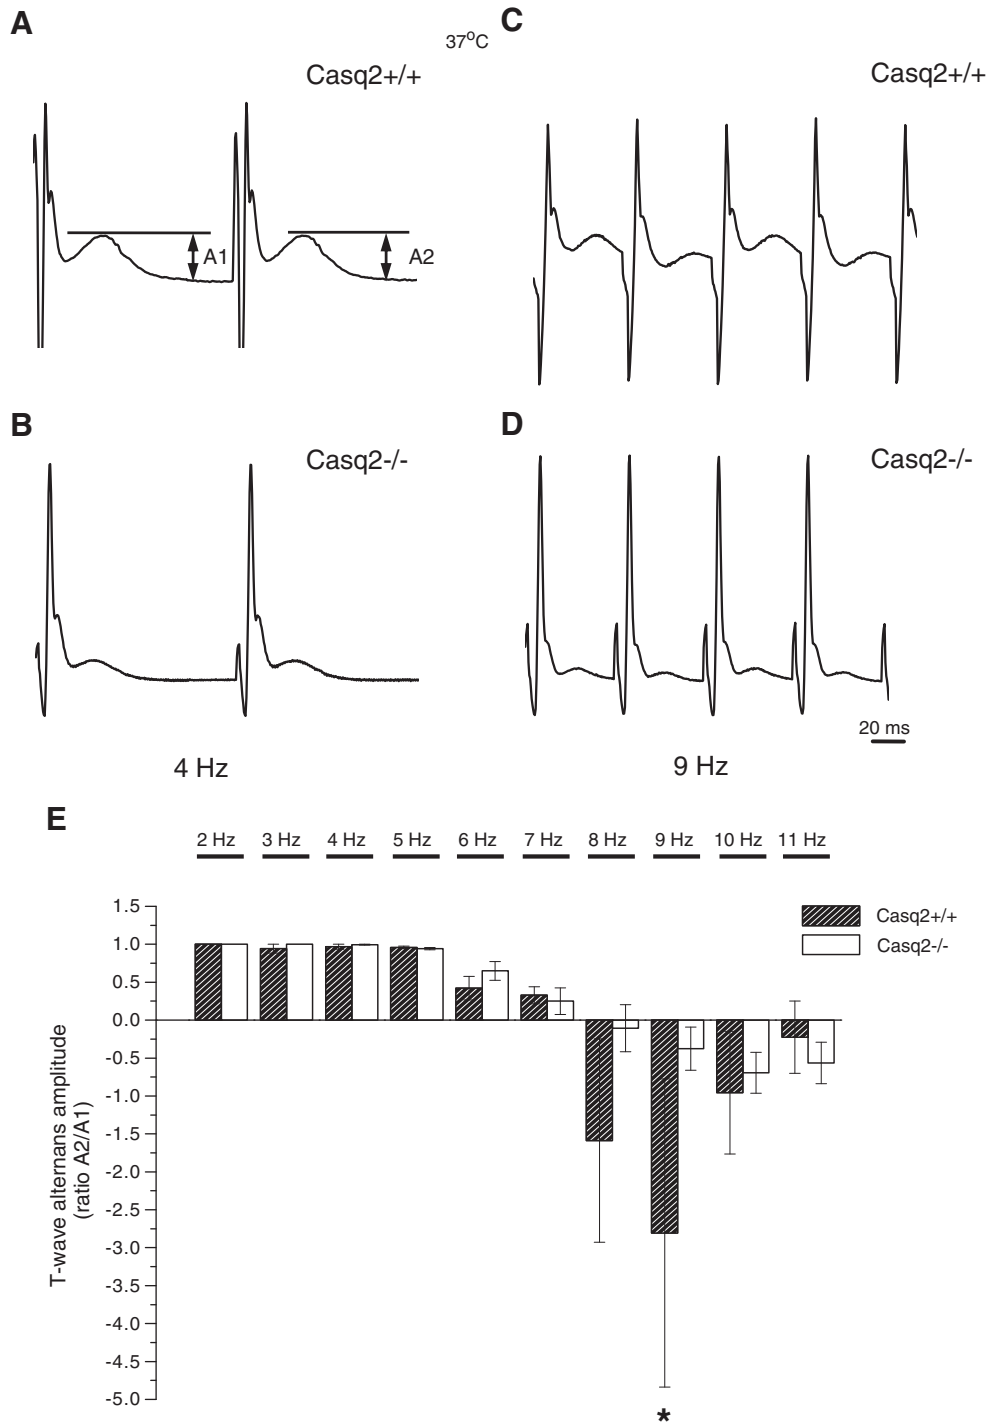 A
C
37°C
Casq2+/+
Casq2+/+
A1
A2
B
D
Casq2-/-
Casq2-/-
20 ms
4 Hz
9 Hz
E
2 Hz
3 Hz
4 Hz
5 Hz
6 Hz
7 Hz
8 Hz
9 Hz
10 Hz
11 Hz
Casq2+/+
Casq2-/-
1.5
1.0
0.5
0.0
-0.5
-1.0
-1.5
-2.0
-2.5
-3.0
-3.5
-4.0
-4.5
-5.0
T-wave alternans amplitude
(ratio A2/A1)
*